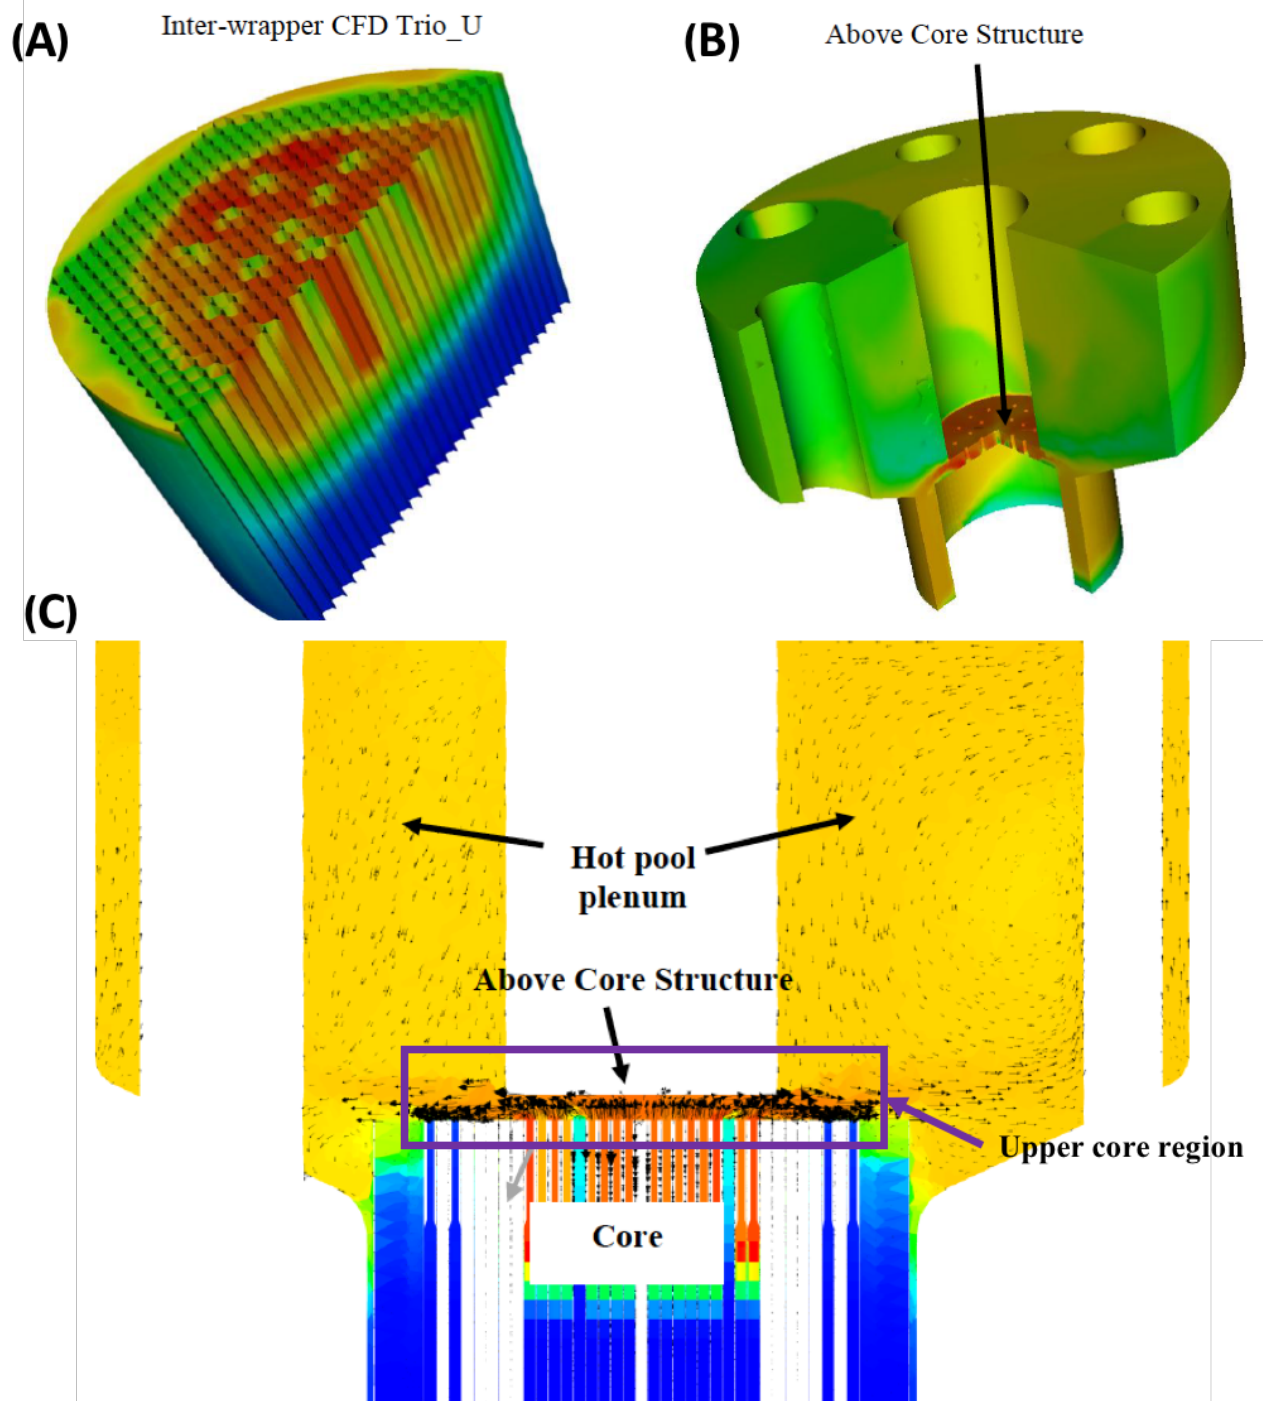 (A)
Inter-wrapper CFD Trio_U
(B)
Above Core Structure
(C)
Hot pool
plenum
Above Core Structure
Upper core region
Core